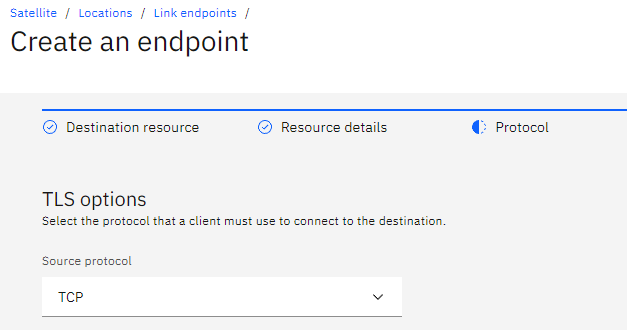 Satellite / Locations / Link endpoints /
Create an endpoint
Destination resource Resource details Protocol
TLS options
Select the protocol that a client must use to connect to the destination.
Source protocol
TCP